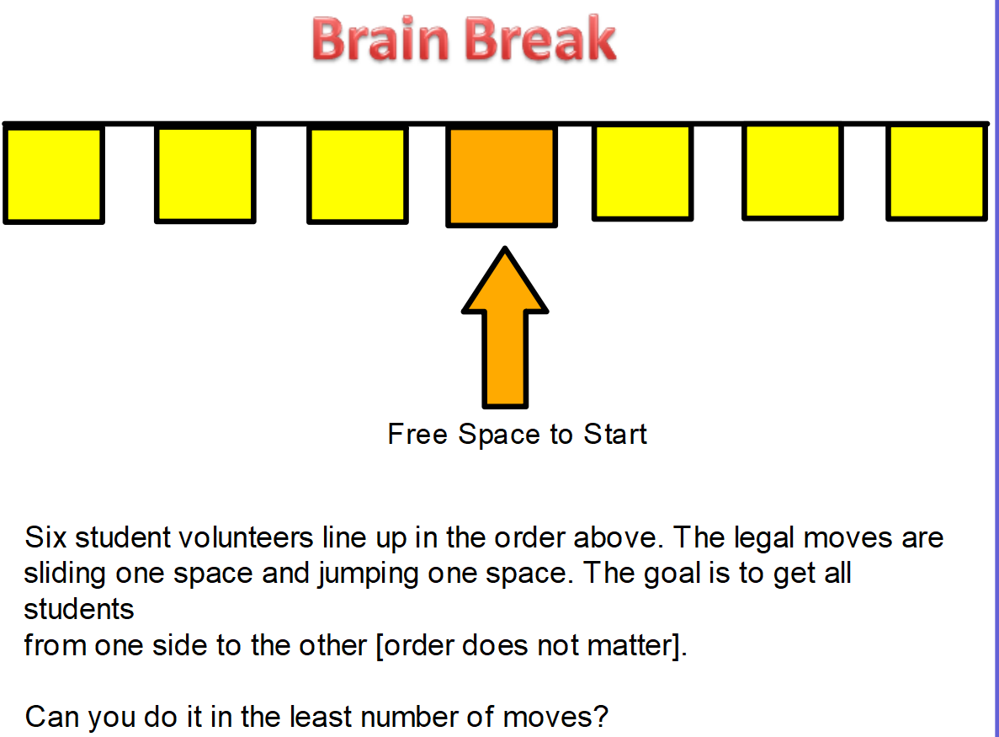 Brain Break
Free Space to Start
Six student volunteers line up in the order above. The legal moves are
sliding one space and jumping one space. The goal is to get all
students
from one side to the other [order does not matter].
Can you do it in the least number of moves?